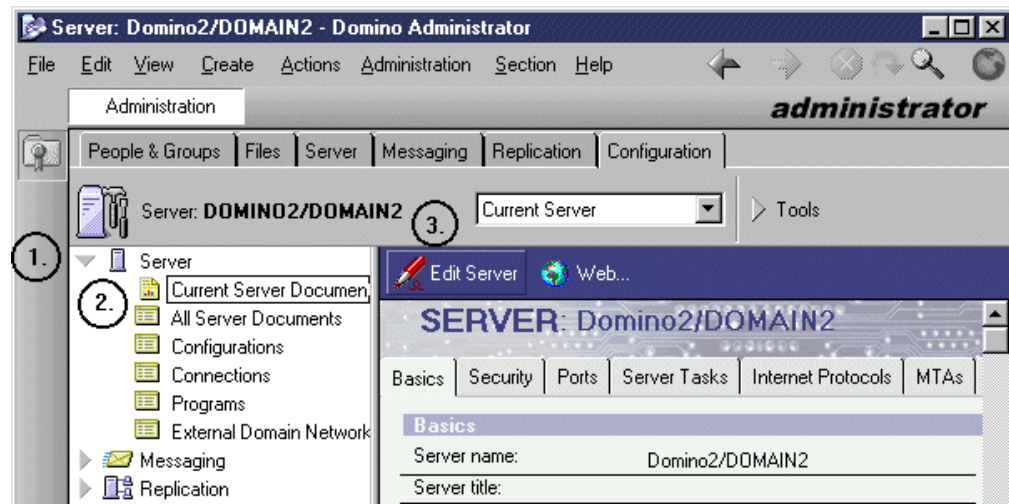 Server: Domino2/DOMAIN2 - Domino Administrator
File Edit View Create Actions Administration Section Help
Administration
administrator
People & Groups Files Server Messaging Replication Configuration
Server: DOMINO2/DOMAIN2
3.
Current Server
Tools
1.
Server
Edit Server Web...
2.
Current Server Documen
SERVER: Domino2/DOMAIN2
All Server Documents
Configurations
Connections
Basics Security Ports Server Tasks Internet Protocols MTAs
Programs
Basics
External Domain Network
Server name: Domino2/DOMAIN2
Messaging
Server title:
Replication